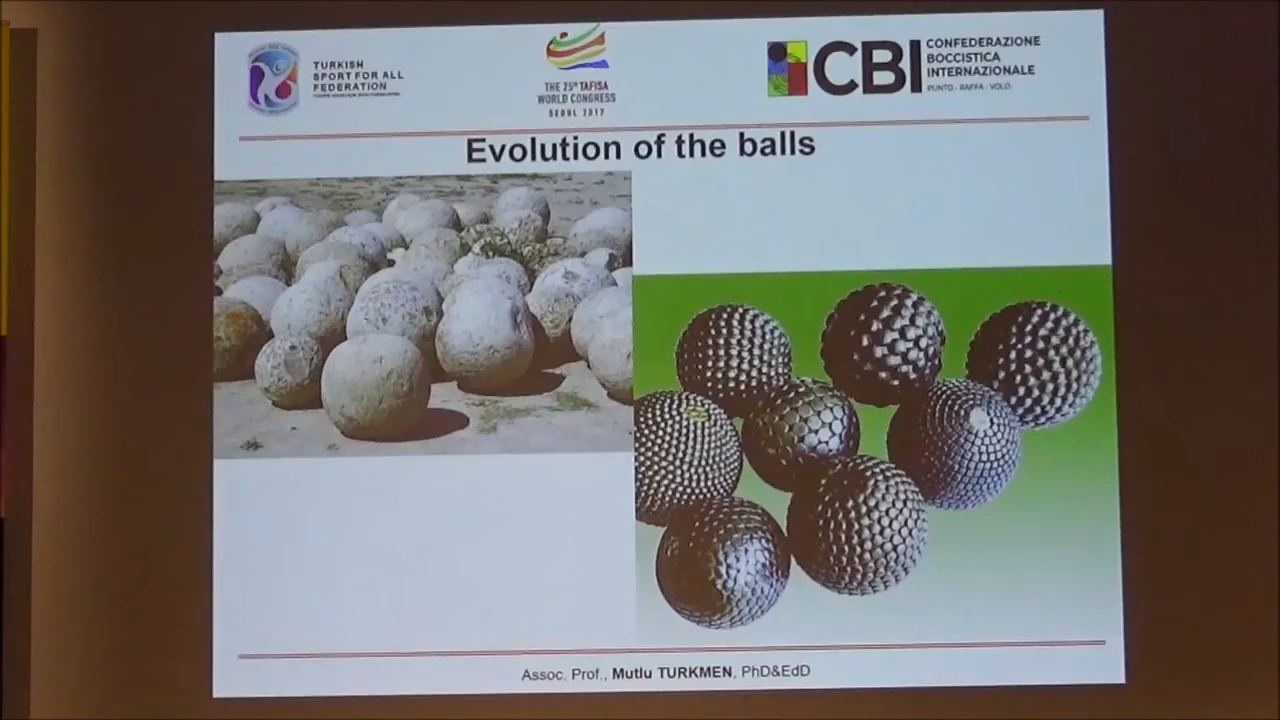 TURKISH
SPORT FOR ALL
FEDERATION
THE 25th TAFISA
WORLD CONGRESS
SEOUL 2017
CBI
CONFEDERAZIONE
BOCCISTICA
INTERNAZIONALE
PUNTO - RAFFA - VOLO
Evolution of the balls
Assoc. Prof., Mutlu TURKMEN, PhD&EdD